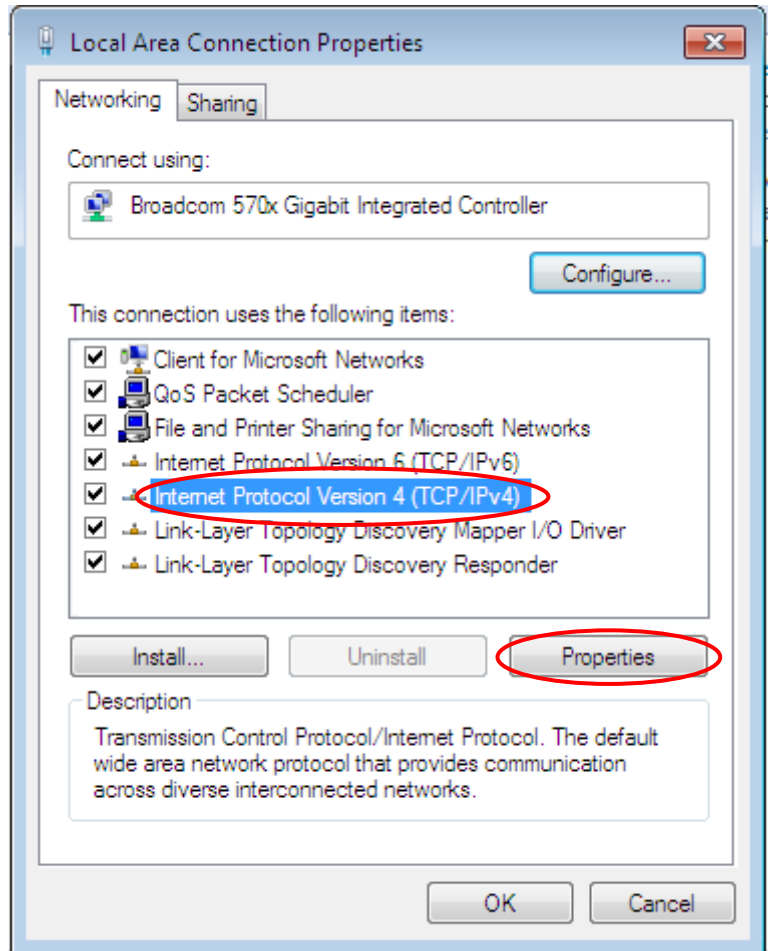 Local Area Connection Properties
Networking
Sharing
Connect using:
Broadcom 570x Gigabit Integrated Controller
Configure...
This connection uses the following items:
Client for Microsoft Networks
QoS Packet Scheduler
File and Printer Sharing for Microsoft Networks
Internet Protocol Version 6 (TCP/IPv6)
Internet Protocol Version 4 (TCP/IPv4)
Link-Layer Topology Discovery Mapper I/O Driver
Link-Layer Topology Discovery Responder
Install...
Uninstall
Properties
Description
Transmission Control Protocol/Internet Protocol. The default
wide area network protocol that provides communication
across diverse interconnected networks.
OK
Cancel